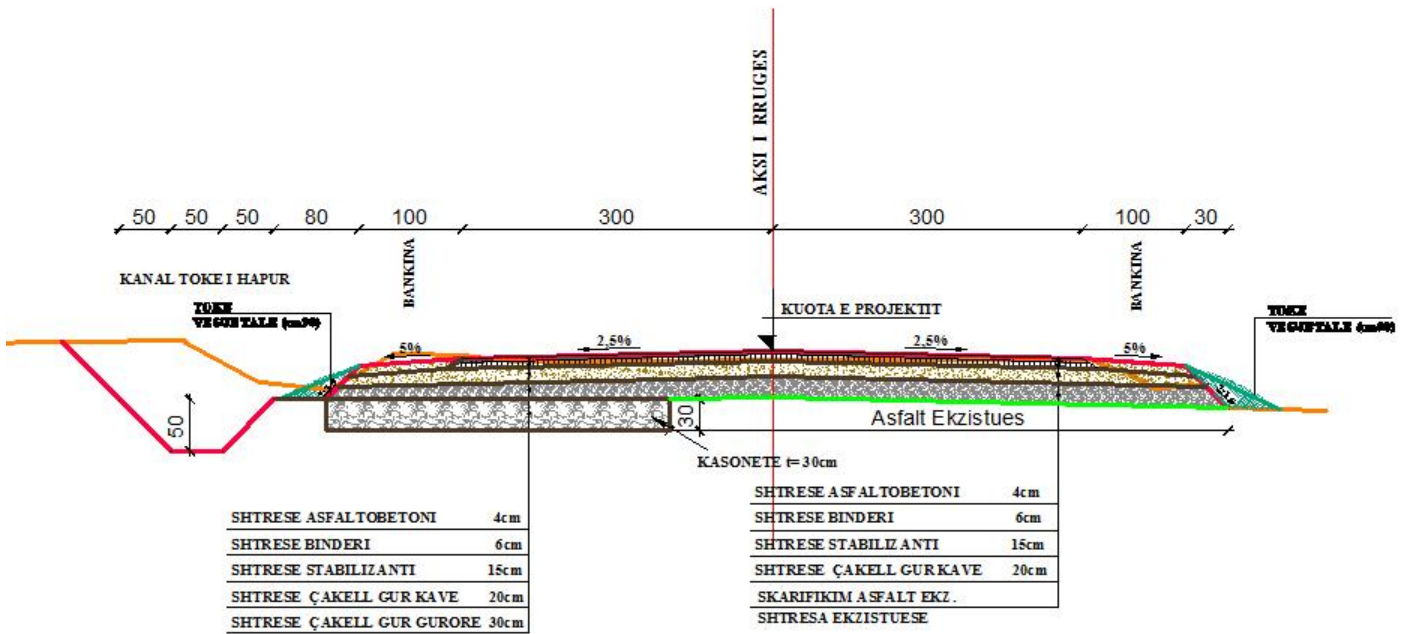 AKSI I RRUGES
50 50 50 80 100 300 300 100 30
BANKINA
BANKINA
KANAL TOKE I HAPUR
TOKE
KUOTA E PROJEKTIT
TOKE
5% 2,5% 2,5% 5%
50
30
Asfalt Ekzistues
KASONETE t=30cm
SHTRESE ASFALTOBETONI 4cm
SHTRESE BINDERI 6cm
SHTRESE STABILIZANTI 15cm
SHTRESE ÇAKELL GUR KAVE 20cm
SHTRESE ÇAKELL GUR GURORE 30cm
SHTRESE ASFALTOBETONI 4cm
SHTRESE BINDERI 6cm
SHTRESE STABILIZANTI 15cm
SHTRESE ÇAKELL GUR KAVE 20cm
SKARIFIKIM ASFALT EKZ.
SHTRESA EKZISTUESE